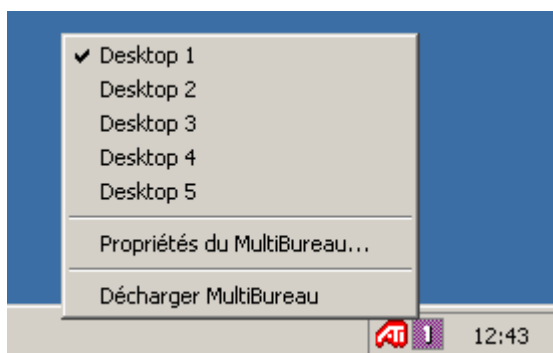 Desktop 1
Desktop 2
Desktop 3
Desktop 4
Desktop 5
Propriétés du MultiBureau...
Décharger MultiBureau
ATI 1 12:43